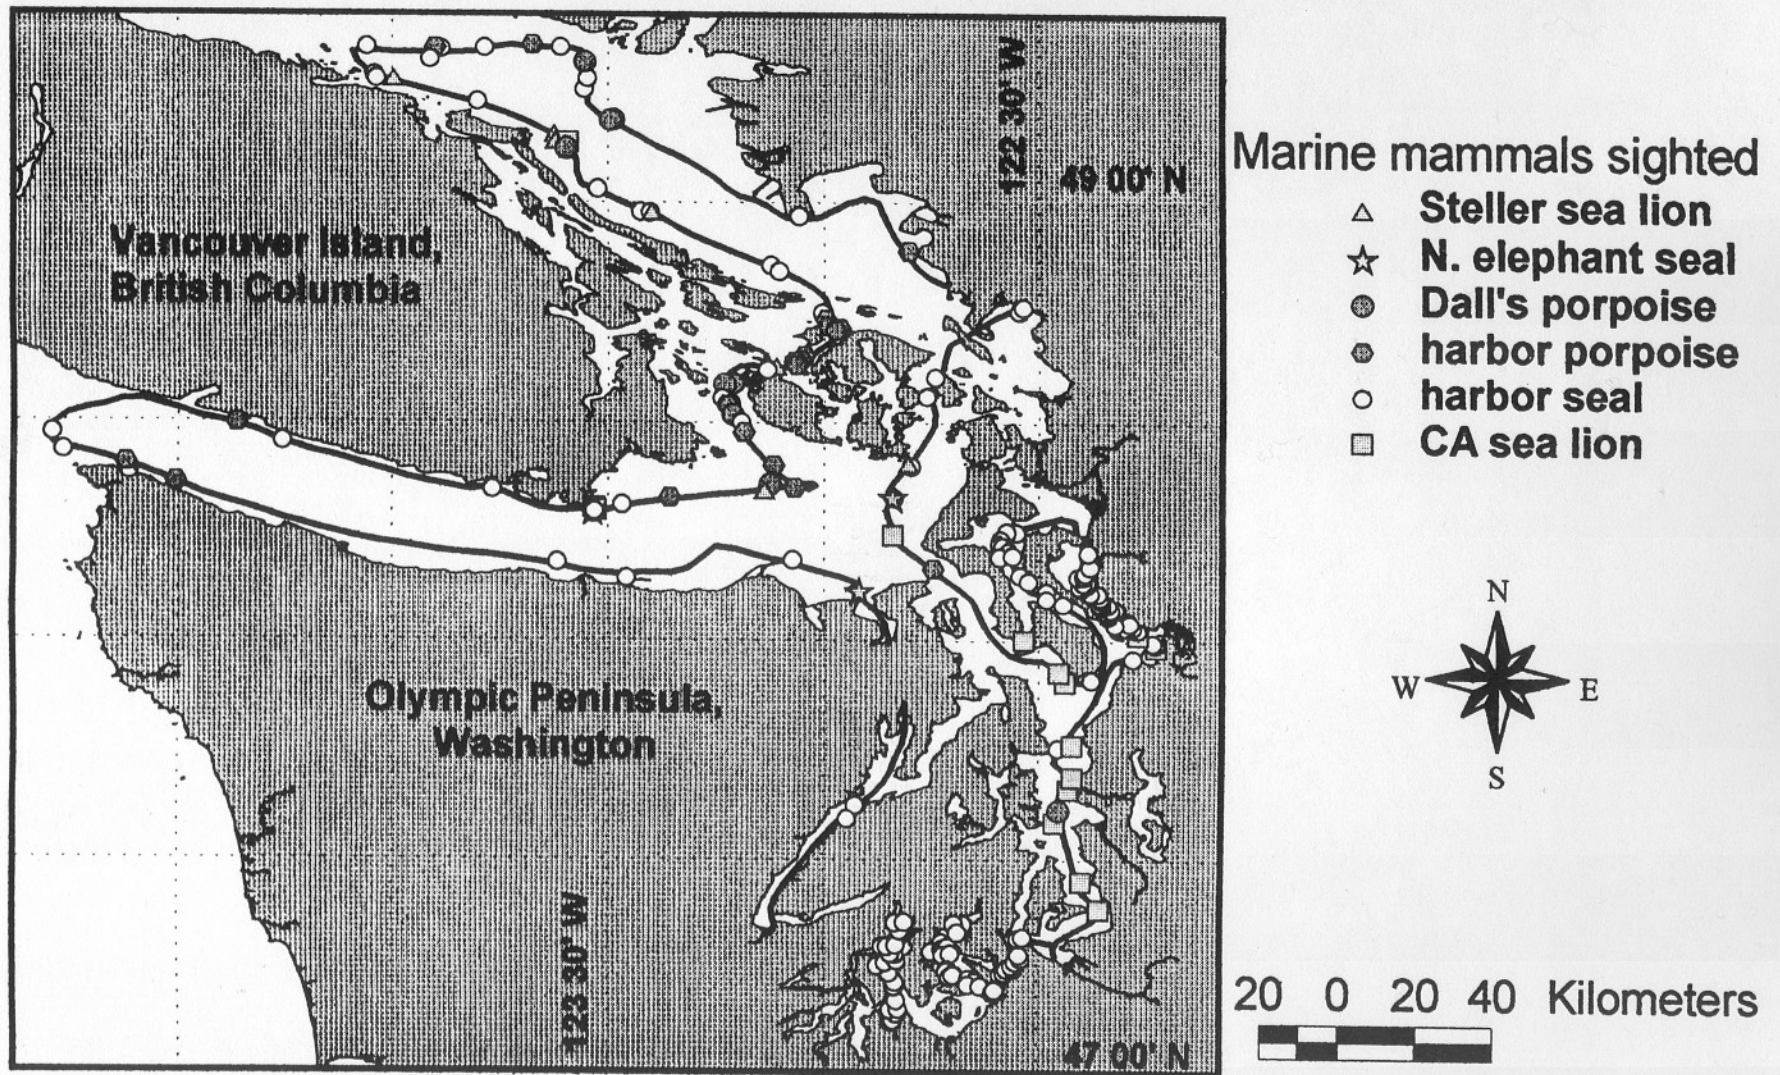 122 30' W
49 00' N
Vancouver Island,
British Columbia
Olympic Peninsula,
Washington
123 30' W
47 00' N
Marine mammals sighted
Steller sea lion
N. elephant seal
Dall's porpoise
harbor porpoise
harbor seal
CA sea lion
N
W E
S
20 0 20 40 Kilometers